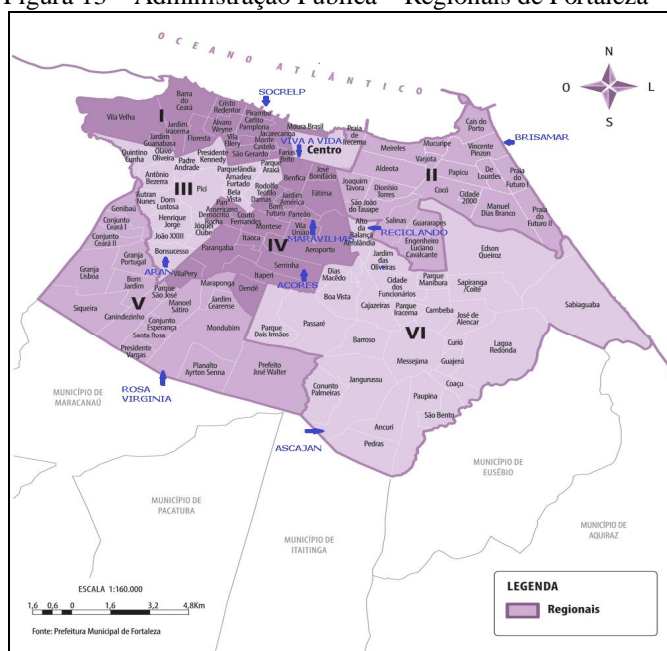 Figura 13 – Administração Pública – Regionais de Fortaleza
OCEANO ATLÂNTICO
N
O
L
S
SOCRELP
BRISAMAR
VIVA A VIDA
Centro
I
Vila Velha
Barra
do
Ceará
Jardim
Iracema
Floresta
Cristo
Redentor
Álvaro
Weyne
Vila
Ellery
Pirambu
Carlito
Pamplona
Jacarecanga
Monte
Castelo
São Gerardo
Farias
Brito
Moura Brasil
Praia
de
Iracema
Jardim
Guanabara
Quintino
Cunha
Olavo
Oliveira
Padre
Andrade
Presidente
Kennedy
Parque
Araxá
Antônio
Bezerra
III
Pici
Parquelândia
Amadeu
Furtado
Bela
Vista
Rodolfo
Teófilo
Damas
Autran
Nunes
Dom
Lustosa
Henrique
Jorge
João XXIII
Pan
Americano
Democrito
Rocha
Jóquei
Clube
Couto
Fernandes
Bonsucesso
Benfica
José
Bonifácio
Jardim
América
Fátima
Bom
Futuro
Parreão
Montese
Vila
União
MARAVILHAS
Parangaba
Itaoca
IV
Aeroporto
Itaperi
Serrinha
ACORES
Dendê
VilaPery
ARAN
Meireles
Aldeota
Varjota
Mucuripe
Cais do
Porto
Vincente
Pinzon
De
Lourdes
Papicu
Praia
do
Futuro I
II
Joaquim
Távora
Dionísio
Torres
Cocó
Cidade
2000
Manuel
Dias Branco
Praia
do
Futuro II
São João
do Tauape
Salinas
Guararapes
Alto
da
Balança
RECICLANDO
Aerolândia
Engenheiro
Luciano
Cavalcante
Genibaú
Conjunto
Ceará I
Conjunto
Ceará II
Granja
Portugal
Granja
Lisboa
Bom
Jardim
V
Siqueira
Canindezinho
Parque
São José
Manoel
Sátiro
Conjunto
Esperança
Santa Rosa
Presidente
Vargas
Maraponga
Jardim
Cearense
Mondubim
Planalto
Ayrton Senna
Prefeito
José Walter
ROSA
VIRGINIA
Jardim
das
Oliveiras
Dias
Macêdo
Cidade
dos
Funcionários
Parque
Manibura
Edson
Queiroz
Boa Vista
Cajazeiras
Parque
Iracema
Cambeba
Sapiranga
/Coité
José de
Alencar
Sabiaguaba
Parque
Dois Irmãos
Passaré
VI
Barroso
Curió
Lagoa
Redonda
Messejana
Guajerú
Conunto
Palmeiras
Jangurussu
Coaçu
Paupina
São Bento
Ancuri
Pedras
ASCAJAN
MUNICÍPIO DE
MARACANAÚ
MUNICÍPIO
DE
PACATUBA
MUNICÍPIO
DE
ITAITINGA
MUNICÍPIO
DE
EUSÉBIO
MUNICÍPIO
DE
AQUIRAZ
ESCALA 1:160.000
1,6 0,6 0 1,6 3,2 4,8Km
Fonte: Prefeitura Municipal de Fortaleza
LEGENDA
Regionais